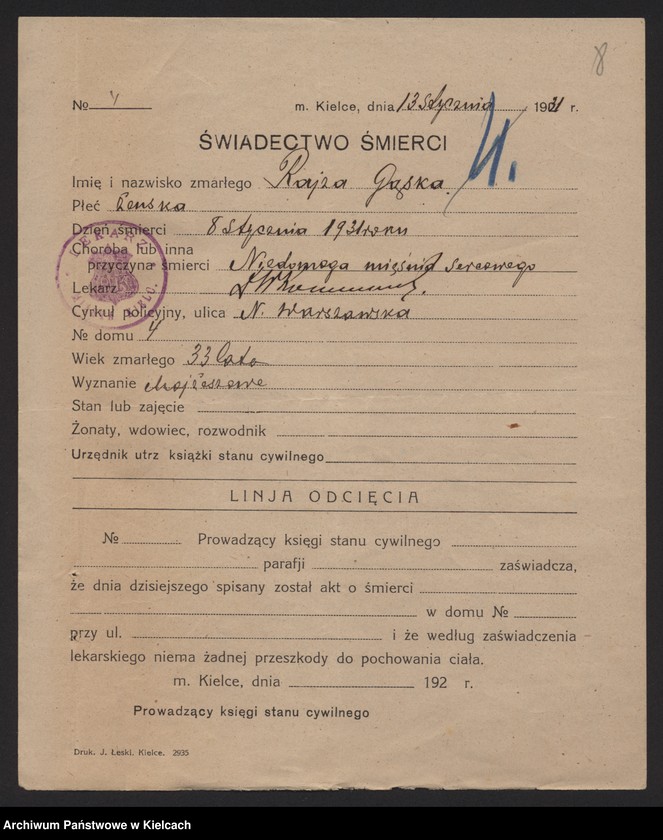 8
№ 4 m. Kielce, dnia 13 Stycznia 1931 r.
ŚWIADECTWO ŚMIERCI
4.
Imię i nazwisko zmarłego Rajza Gąska.
Płeć żenska
Dzień śmierci 8 Stycznia 1931 roku
Choroba lub inna
przyczyna śmierci Niedomoga mięśnia Sercowego
Lekarz
Cyrkuł policyjny, ulica N. Warszawska
№ domu 4
Wiek zmarłego 33 lata
Wyznanie Mojżeszowe
Stan lub zajęcie
Żonaty, wdowiec, rozwodnik
Urzędnik utrz książki stanu cywilnego
LINJA ODCIĘCIA
№ Prowadzący księgi stanu cywilnego
parafji zaświadcza,
że dnia dzisiejszego spisany został akt o śmierci
w domu №
przy ul. i że według zaświadczenia
lekarskiego niema żadnej przeszkody do pochowania ciała.
m. Kielce, dnia 192 r.
Prowadzący księgi stanu cywilnego
Druk. J. Łęski, Kielce. 2935
Archiwum Państwowe w Kielcach